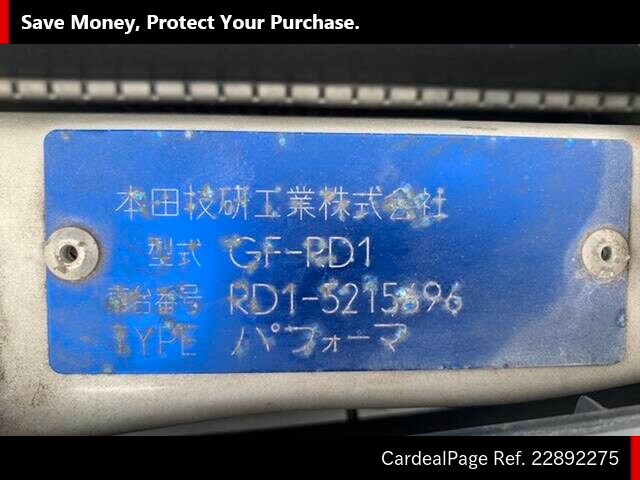 Save Money, Protect Your Purchase.
本田技研工業株式会社
型式 GF-RD1
車台番号 RD1-5215696
TYPE パフォーマ
CardealPage Ref. 22892275